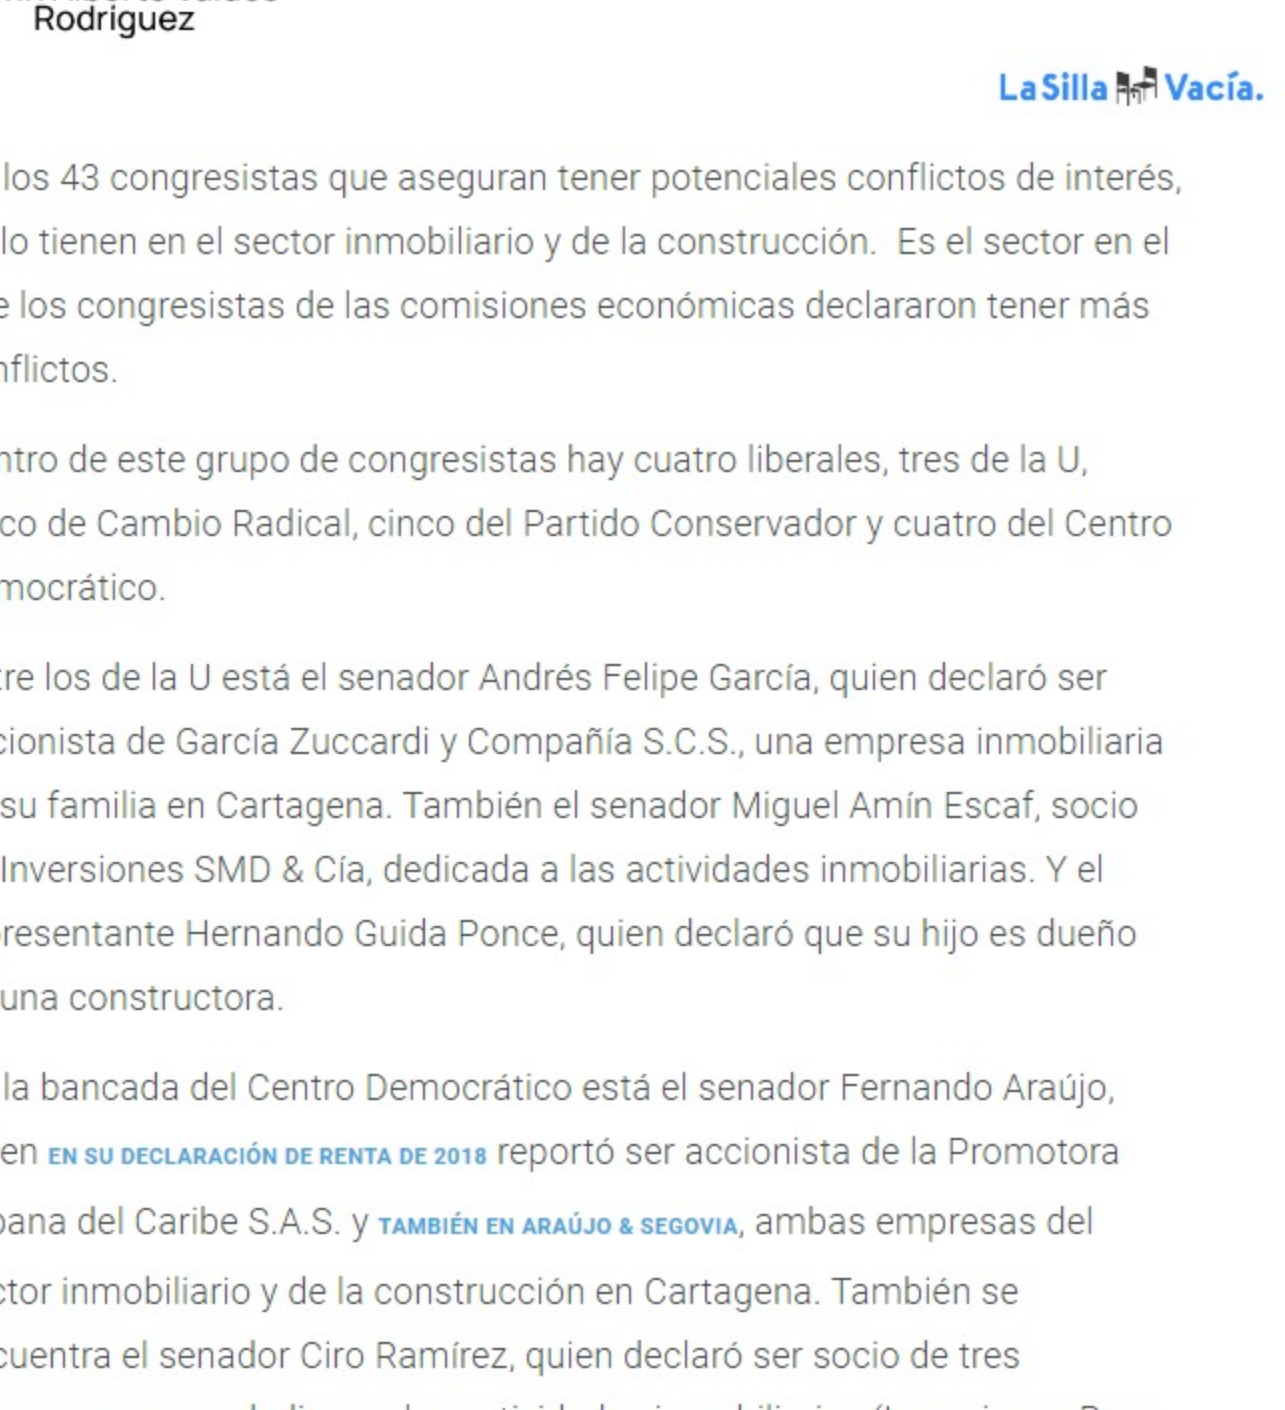 Rodríguez
La Silla Vacía.
los 43 congresistas que aseguran tener potenciales conflictos de interés,
lo tienen en el sector inmobiliario y de la construcción. Es el sector en el
e los congresistas de las comisiones económicas declararon tener más
nflictos.
ntro de este grupo de congresistas hay cuatro liberales, tres de la U,
co de Cambio Radical, cinco del Partido Conservador y cuatro del Centro
mocrático.
tre los de la U está el senador Andrés Felipe García, quien declaró ser
cionista de García Zuccardi y Compañía S.C.S., una empresa inmobiliaria
su familia en Cartagena. También el senador Miguel Amín Escaf, socio
Inversiones SMD & Cía, dedicada a las actividades inmobiliarias. Y el
presentante Hernando Guida Ponce, quien declaró que su hijo es dueño
una constructora.
la bancada del Centro Democrático está el senador Fernando Araújo,
en EN SU DECLARACIÓN DE RENTA DE 2018 reportó ser accionista de la Promotora
bana del Caribe S.A.S. y TAMBIÉN EN ARAÚJO & SEGOVIA, ambas empresas del
ctor inmobiliario y de la construcción en Cartagena. También se
cuentra el senador Ciro Ramírez, quien declaró ser socio de tres